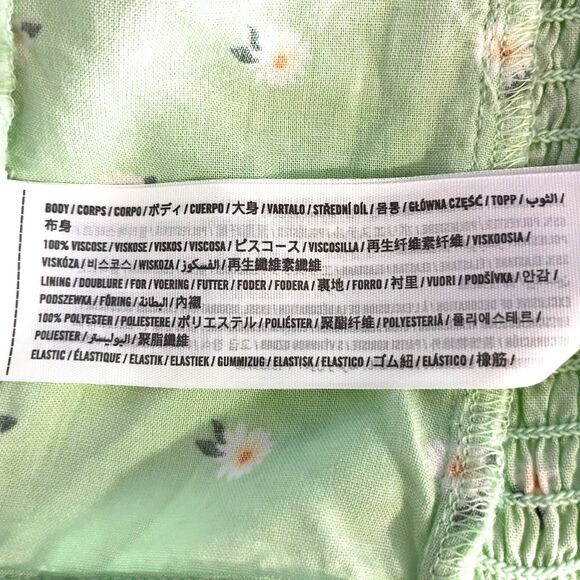 BODY / CORPS / CORPO / ボディ / CUERPO / 大身 / VARTALO / STŘEDNÍ DÍL / 몸통 / GŁÓWNA CZĘŚĆ / TOPP / الثوب /
布身
100% VISCOSE / VISKOSE / VISKOS / VISCOSA / ビスコース / VISCOSILLA / 再生纤维素纤维 / VISKOOSIA /
VISKÓZA / 비스코스 / WISKOZA / الفسكوز / 再生纖維素纖維
LINING / DOUBLURE / FOR / VOERING / FUTTER / FODER / FODERA / 裏地 / FORRO / 衬里 / VUORI / PODŠÍVKA / 안감 /
PODSZEWKA / FÔRING / البطانة / 內襯
100% POLYESTER / POLIESTERE / ポリエステル / POLIÉSTER / 聚酯纤维 / POLYESTERIÄ / 폴리에스테르 /
POLIESTER / البوليستر / 聚脂纖維
ELASTIC / ÉLASTIQUE / ELASTIK / ELASTIEK / GUMMIZUG / ELASTISK / ELASTICO / ゴム紐 / ELÁSTICO / 橡筋 /